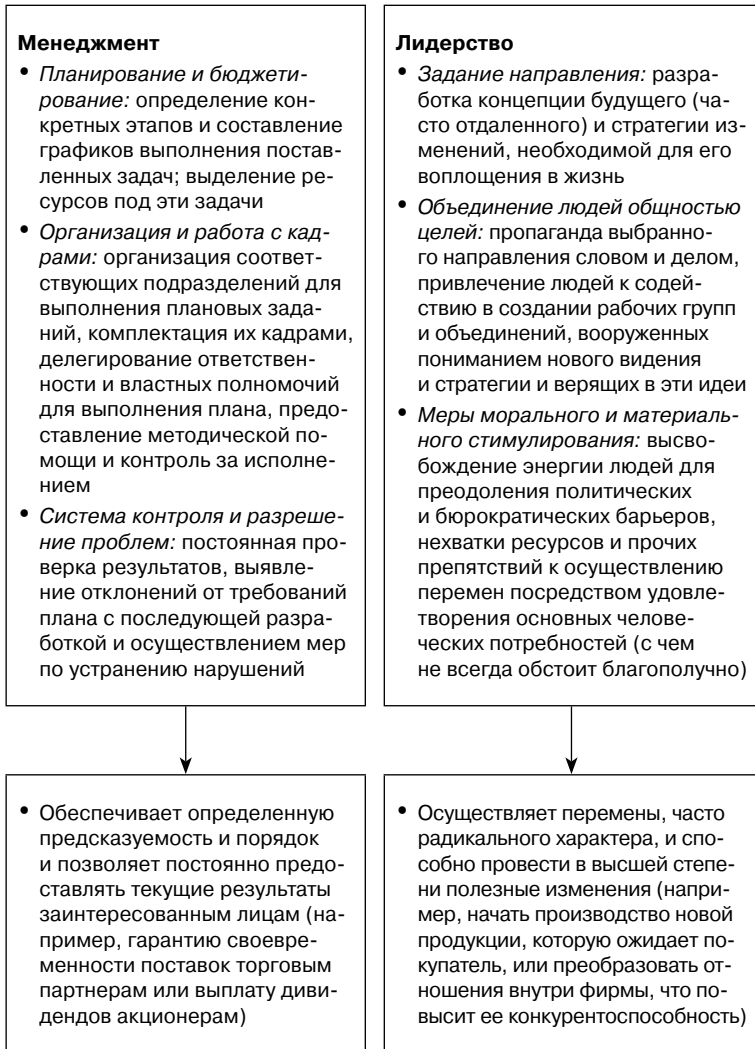 Менеджмент
• Планирование и бюджети-
рование: определение кон-
кретных этапов и составление
графиков выполнения постав-
ленных задач; выделение ре-
сурсов под эти задачи
• Организация и работа с кад-
рами: организация соответ-
ствующих подразделений для
выполнения плановых зада-
ний, комплектация их кадрами,
делегирование ответствен-
ности и властных полномочий
для выполнения плана, предо-
ставление методической по-
мощи и контроль за исполне-
нием
• Система контроля и разреше-
ние проблем: постоянная про-
верка результатов, выявле-
ние отклонений от требований
плана с последующей разра-
боткой и осуществлением мер
по устранению нарушений
Лидерство
• Задание направления: разра-
ботка концепции будущего (ча-
сто отдаленного) и стратегии из-
менений, необходимой для его
воплощения в жизнь
• Объединение людей общностью
целей: пропаганда выбранно-
го направления словом и делом,
привлечение людей к содей-
ствию в создании рабочих групп
и объединений, вооруженных
пониманием нового видения
и стратегии и верящих в эти идеи
• Меры морального и материаль-
ного стимулирования: высво-
бождение энергии людей для
преодоления политических
и бюрократических барьеров,
нехватки ресурсов и прочих
препятствий к осуществлению
перемен посредством удовле-
творения основных челове-
ческих потребностей (с чем
не всегда обстоит благополучно)
• Обеспечивает определенную
предсказуемость и порядок
и позволяет постоянно предо-
ставлять текущие результаты
заинтересованным лицам (на-
пример, гарантию своевре-
менности поставок торговым
партнерам или выплату диви-
дендов акционерам)
• Осуществляет перемены, часто
радикального характера, и спо-
собно провести в высшей степе-
ни полезные изменения (напри-
мер, начать производство новой
продукции, которую ожидает по-
купатель, или преобразовать от-
ношения внутри фирмы, что по-
высит ее конкурентоспособность)